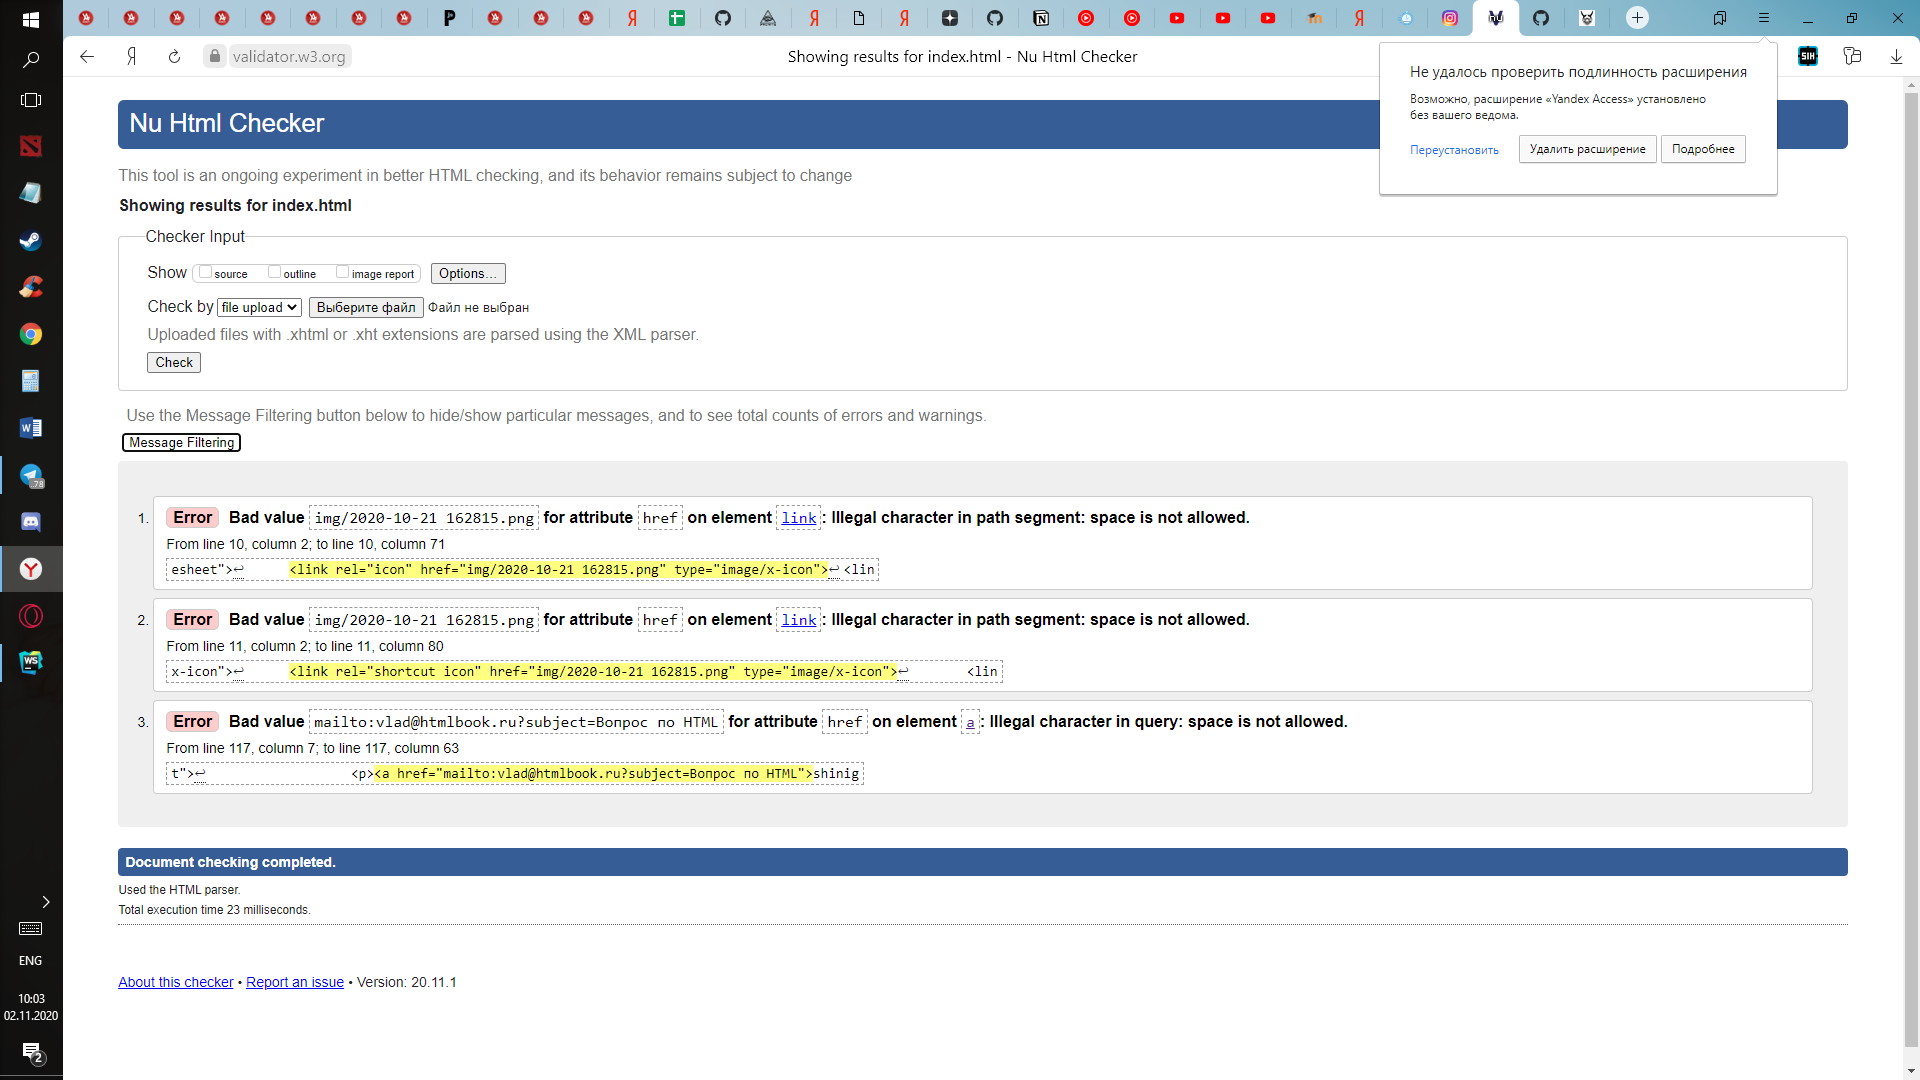 validator.w3.org
Showing results for index.html - Nu Html Checker
SIH
Не удалось проверить подлинность расширения
Возможно, расширение «Yandex Access» установлено
без вашего ведома.
Переустановить
Удалить расширение
Подробнее
Nu Html Checker
This tool is an ongoing experiment in better HTML checking, and its behavior remains subject to change
Showing results for index.html
Checker Input
Show source outline image report Options...
Check by file upload Выберите файл Файл не выбран
Uploaded files with .xhtml or .xht extensions are parsed using the XML parser.
Check
Use the Message Filtering button below to hide/show particular messages, and to see total counts of errors and warnings.
Message Filtering
1. Error Bad value img/2020-10-21 162815.png for attribute href on element link: Illegal character in path segment: space is not allowed.
From line 10, column 2; to line 10, column 71
esheet">↩ <link rel="icon" href="img/2020-10-21 162815.png" type="image/x-icon">↩ <lin
2. Error Bad value img/2020-10-21 162815.png for attribute href on element link: Illegal character in path segment: space is not allowed.
From line 11, column 2; to line 11, column 80
x-icon">↩ <link rel="shortcut icon" href="img/2020-10-21 162815.png" type="image/x-icon">↩ <lin
3. Error Bad value mailto:vlad@htmlbook.ru?subject=Вопрос по HTML for attribute href on element a: Illegal character in query: space is not allowed.
From line 117, column 7; to line 117, column 63
t">↩ <p><a href="mailto:vlad@htmlbook.ru?subject=Вопрос по HTML">shinig
Document checking completed.
Used the HTML parser.
Total execution time 23 milliseconds.
About this checker • Report an issue • Version: 20.11.1
78
WS
ENG
10:03
02.11.2020
2